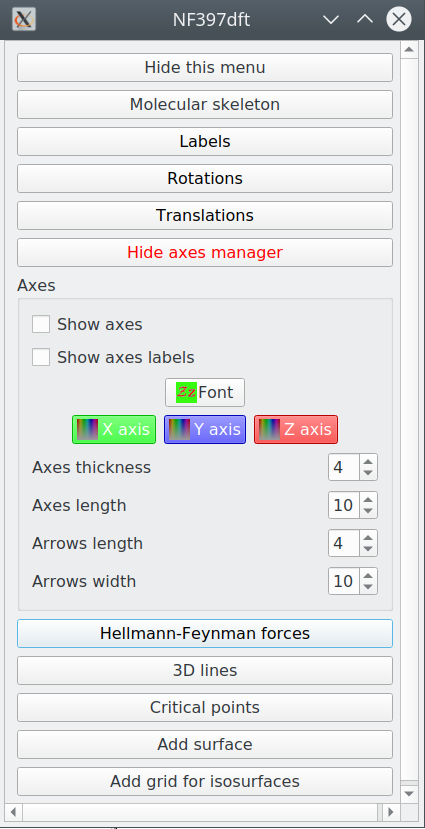 NF397dft
Hide this menu
Molecular skeleton
Labels
Rotations
Translations
Hide axes manager
Axes
Show axes
Show axes labels
Zz Font
X axis Y axis Z axis
Axes thickness 4
Axes length 10
Arrows length 4
Arrows width 10
Hellmann-Feynman forces
3D lines
Critical points
Add surface
Add grid for isosurfaces